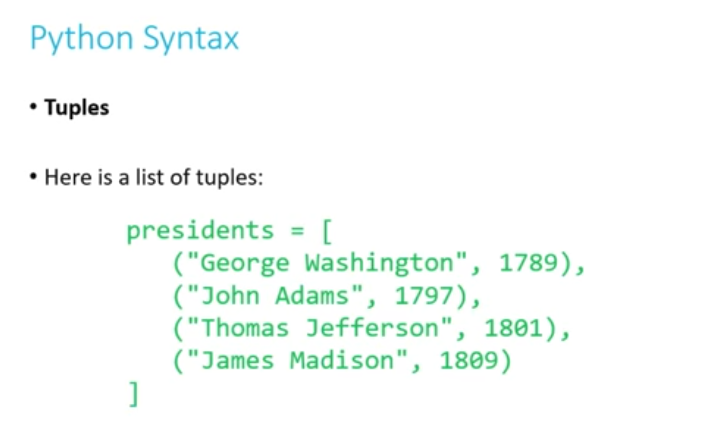 Python Syntax
• Tuples
• Here is a list of tuples:
presidents = [
("George Washington", 1789),
("John Adams", 1797),
("Thomas Jefferson", 1801),
("James Madison", 1809)
]